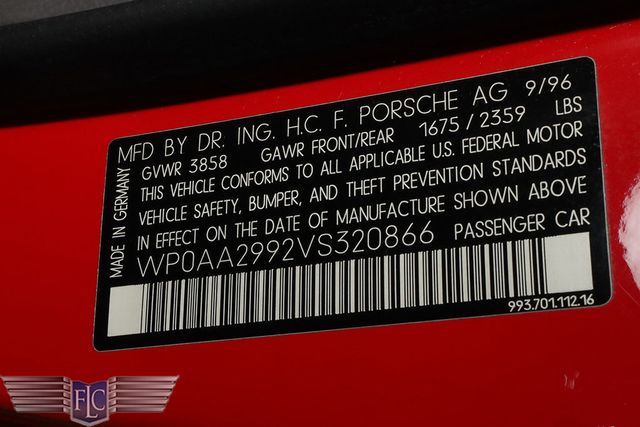 MFD BY DR. ING. H.C. F. PORSCHE AG 9/96
GVWR 3858 GAWR FRONT/REAR 1675/2359 LBS
THIS VEHICLE CONFORMS TO ALL APPLICABLE U.S. FEDERAL MOTOR
VEHICLE SAFETY, BUMPER, AND THEFT PREVENTION STANDARDS
IN EFFECT ON THE DATE OF MANUFACTURE SHOWN ABOVE
WP0AA2992VS320866 PASSENGER CAR
MADE IN GERMANY
993.701.112.16
FLC